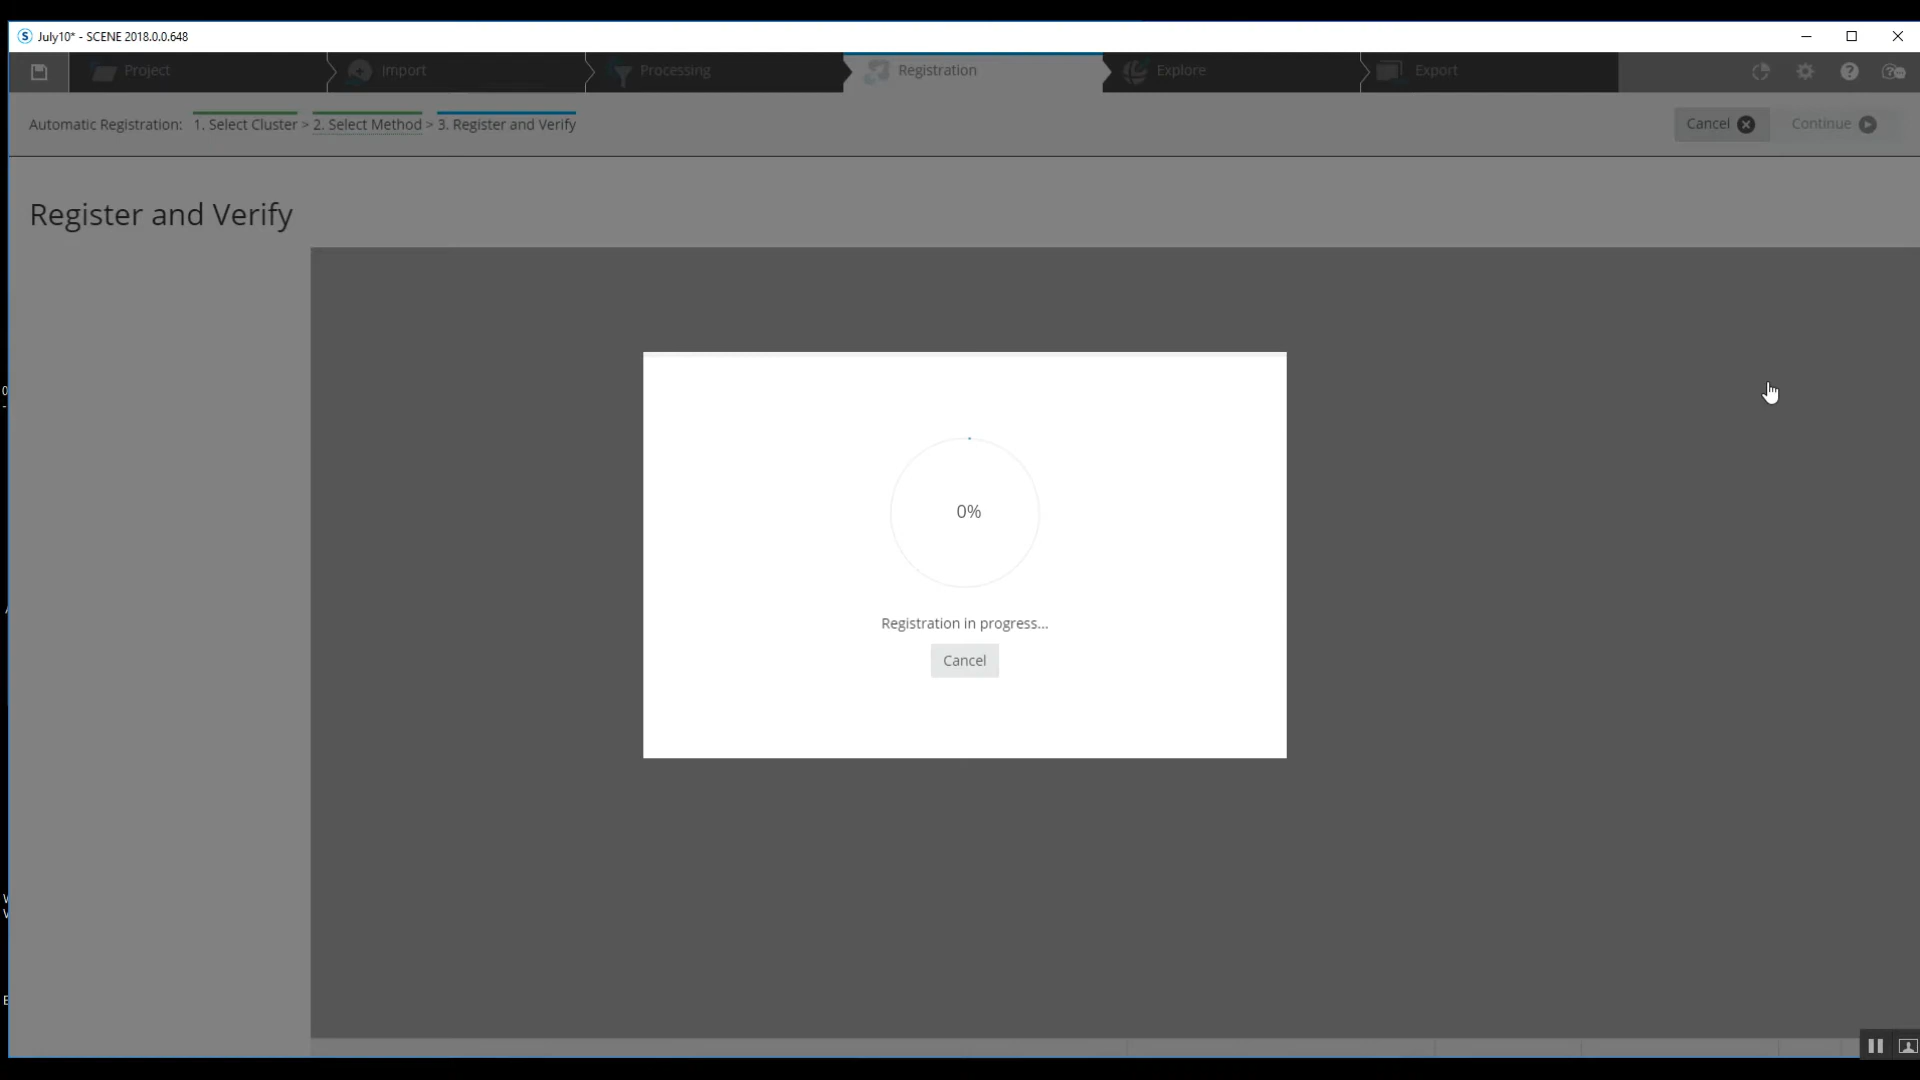 July10* - SCENE 2018.0.0.648
Project
Import
Processing
Registration
Explore
Export
Automatic Registration: 1. Select Cluster > 2. Select Method > 3. Register and Verify
Cancel
Continue
Register and Verify
0%
Registration in progress...
Cancel